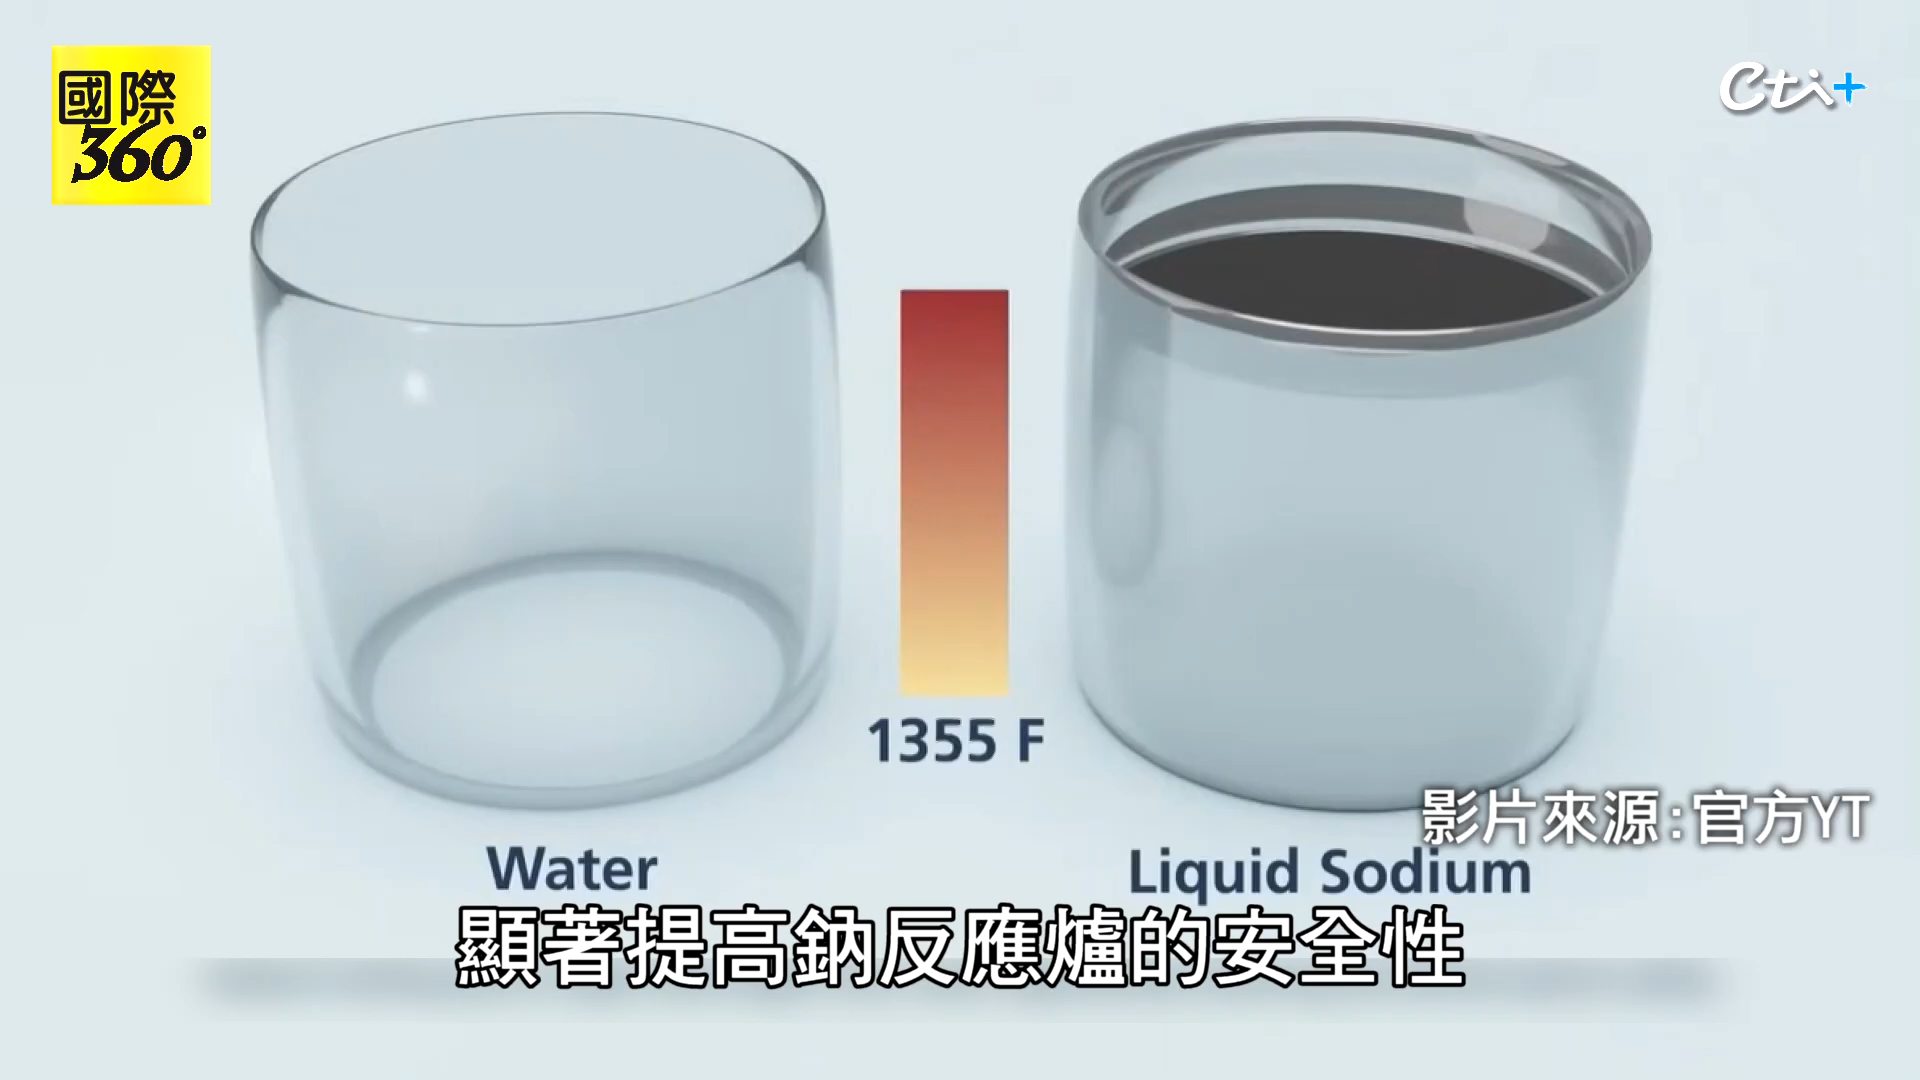 國際
360°
Cti+
1355 F
影片來源:官方YT
Water
Liquid Sodium
顯著提高鈉反應爐的安全性